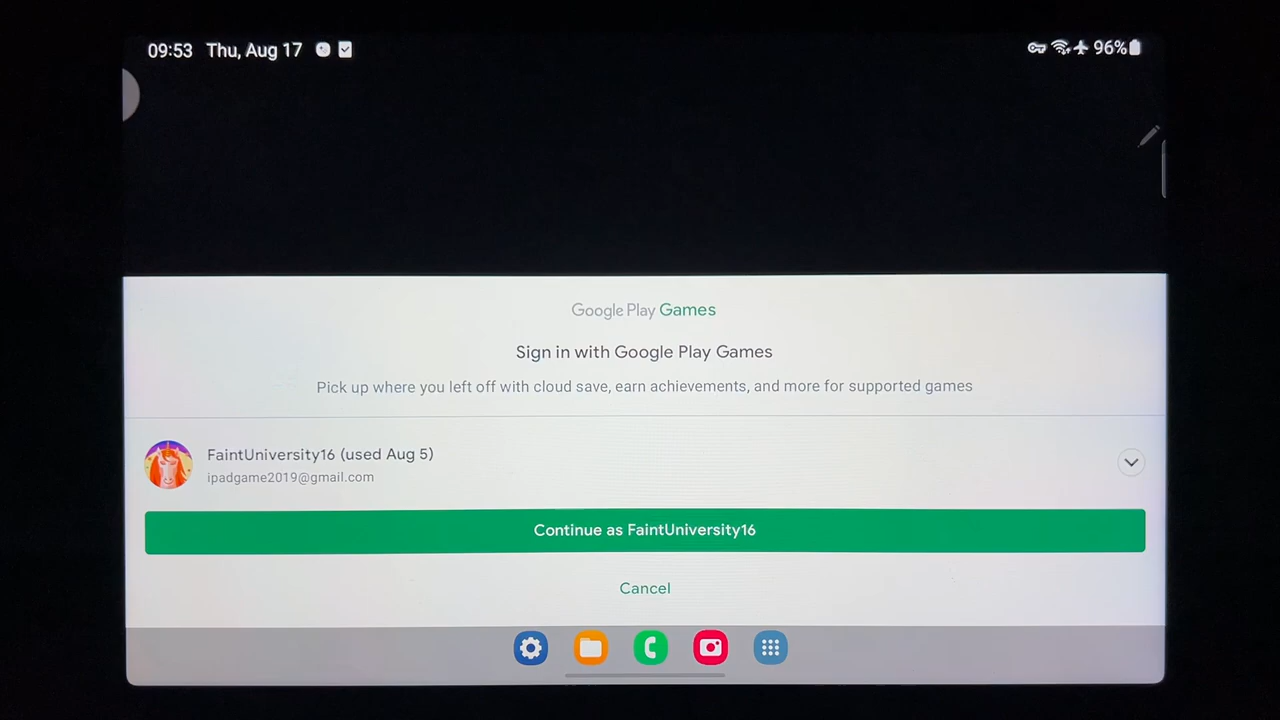 09:53 Thu, Aug 17
96%
Google Play Games
Sign in with Google Play Games
Pick up where you left off with cloud save, earn achievements, and more for supported games
FaintUniversity16 (used Aug 5)
ipadgame2019@gmail.com
Continue as FaintUniversity16
Cancel